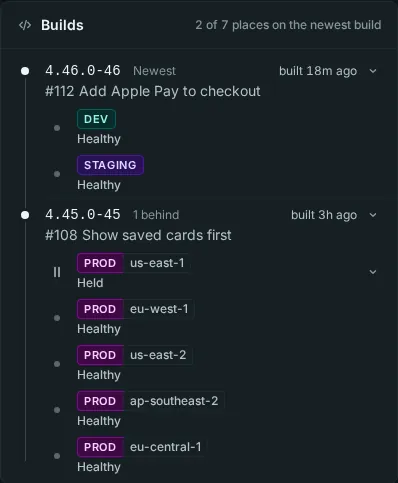 Builds 2 of 7 places on the newest build
4.46.0-46 Newest built 18m ago
#112 Add Apple Pay to checkout
DEV
Healthy
STAGING
Healthy
4.45.0-45 1 behind built 3h ago
#108 Show saved cards first
PROD us-east-1
Held
PROD eu-west-1
Healthy
PROD us-east-2
Healthy
PROD ap-southeast-2
Healthy
PROD eu-central-1
Healthy